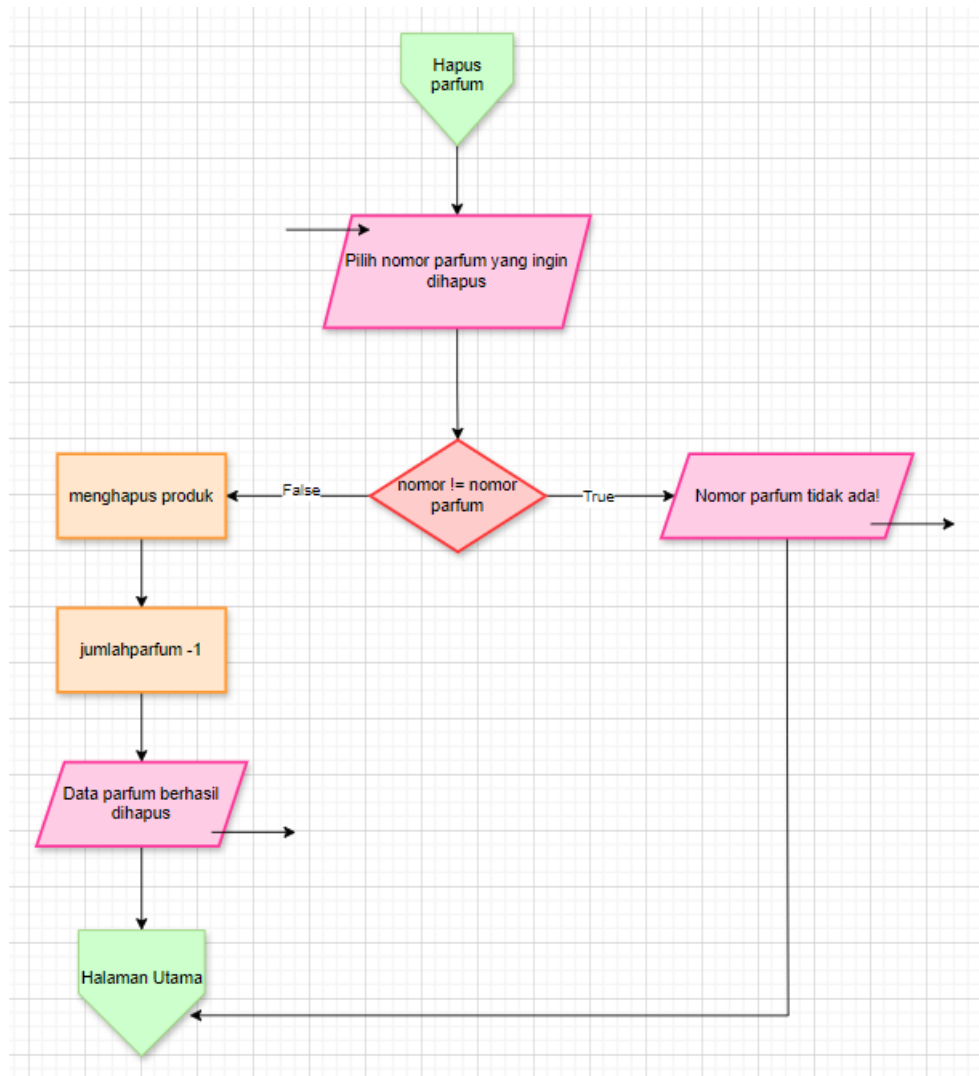 Hapus
parfum
Pilih nomor parfum yang ingin
dihapus
menghapus produk
False
nomor != nomor
parfum
True
Nomor parfum tidak ada!
jumlahparfum -1
Data parfum berhasil
dihapus
Halaman Utama